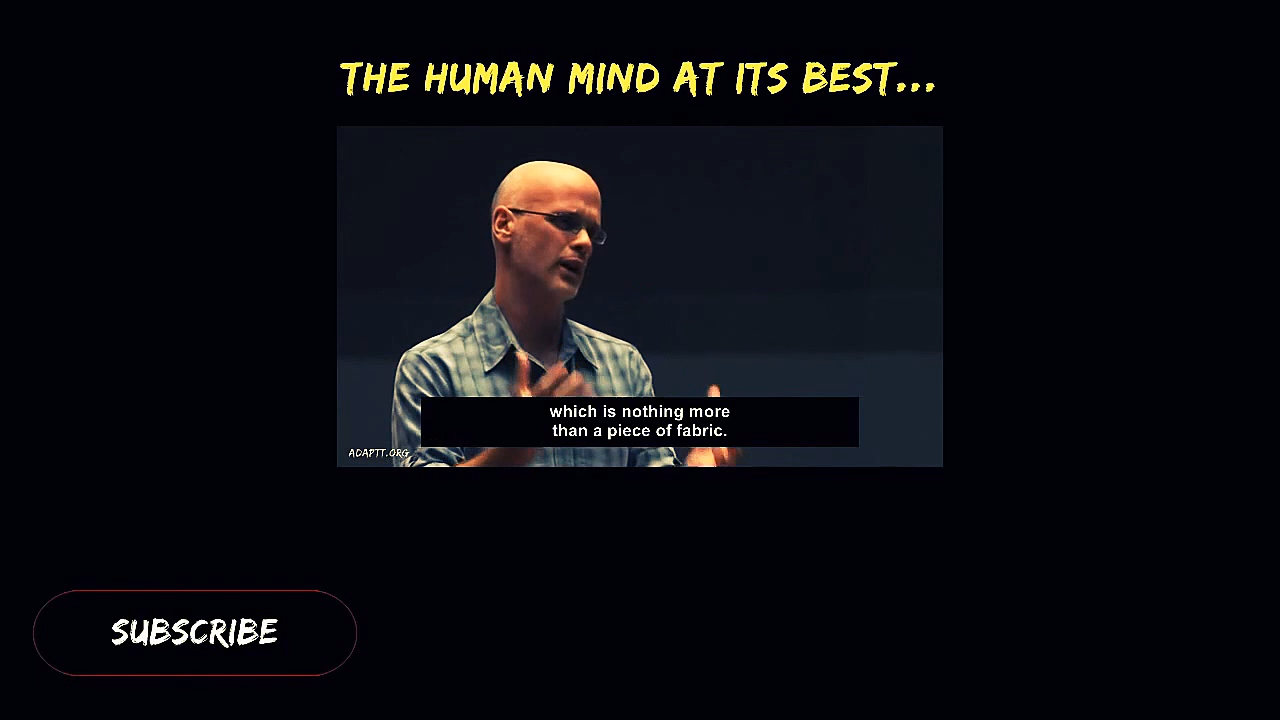 THE HUMAN MIND AT ITS BEST...
which is nothing more
than a piece of fabric.
ADAPTT.ORG
SUBSCRIBE